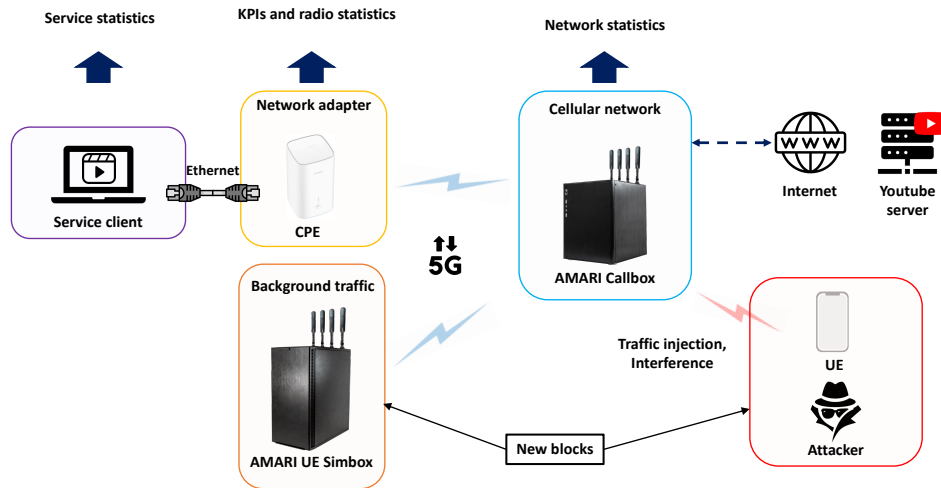 Service statistics
KPIs and radio statistics
Network statistics
Network adapter
Cellular network
Ethernet
WWW
Service client
CPE
Internet
Youtube
server
5G
AMARI Callbox
Background traffic
Traffic injection,
Interference
UE
New blocks
AMARI UE Simbox
Attacker